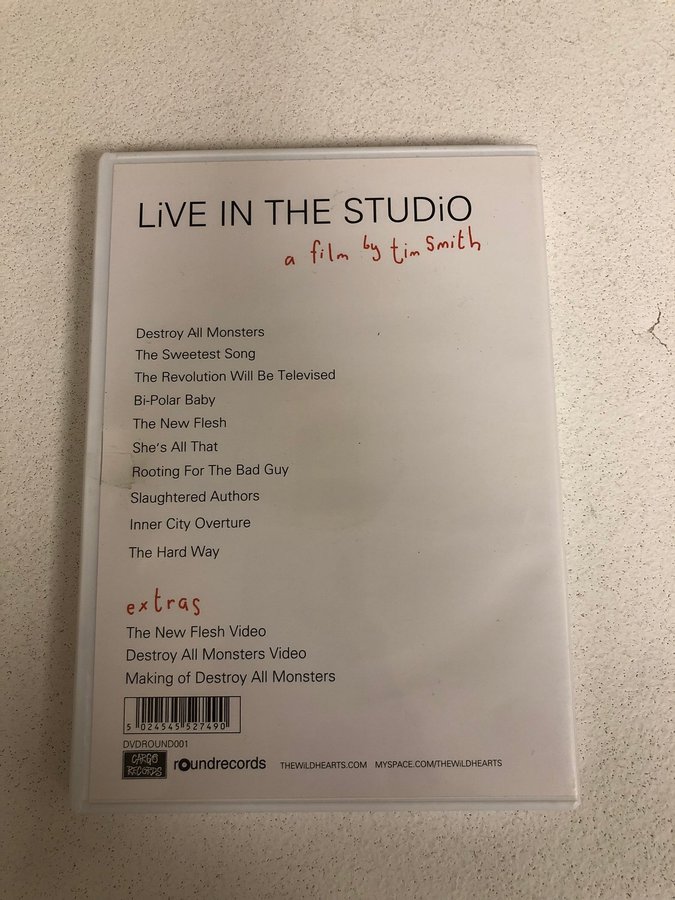 LiVE IN THE STUDiO
a film by tim Smith
Destroy All Monsters
The Sweetest Song
The Revolution Will Be Televised
Bi-Polar Baby
The New Flesh
She's All That
Rooting For The Bad Guy
Slaughtered Authors
Inner City Overture
The Hard Way
extras
The New Flesh Video
Destroy All Monsters Video
Making of Destroy All Monsters
5 024545 527490
DVDROUND001
CARGO RECORDS
roundrecords THEWiLDHEARTS.COM MYSPACE.COM/THEWiLDHEARTS